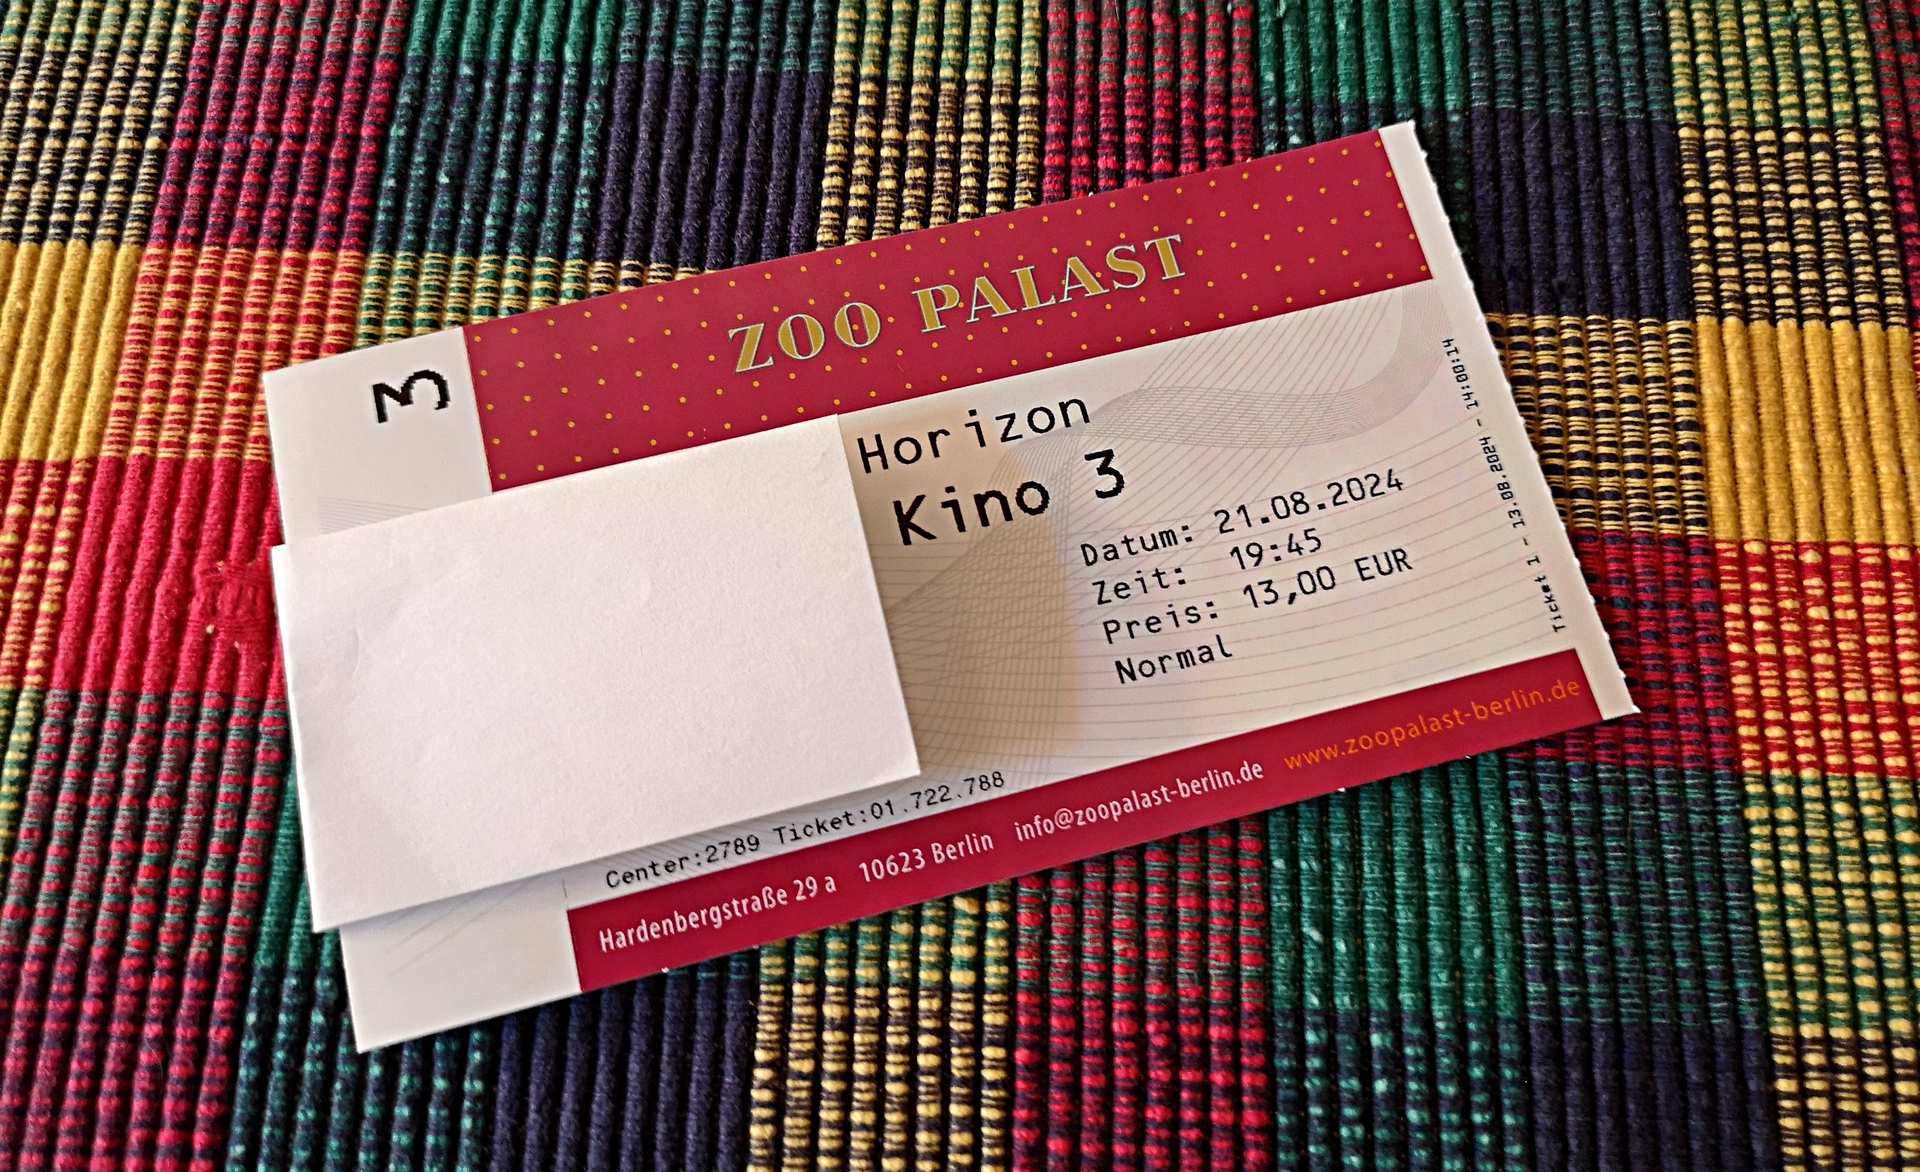 3
ZOO PALAST
Horizon
Kino 3
Datum: 21.08.2024
Zeit: 19:45
Preis: 13,00 EUR
Normal
Center:2789 Ticket:01.722.788
Hardenbergstraße 29 a 10623 Berlin info@zoopalast-berlin.de www.zoopalast-berlin.de
Ticket 1 - 13.08.2024 - 14:00:14